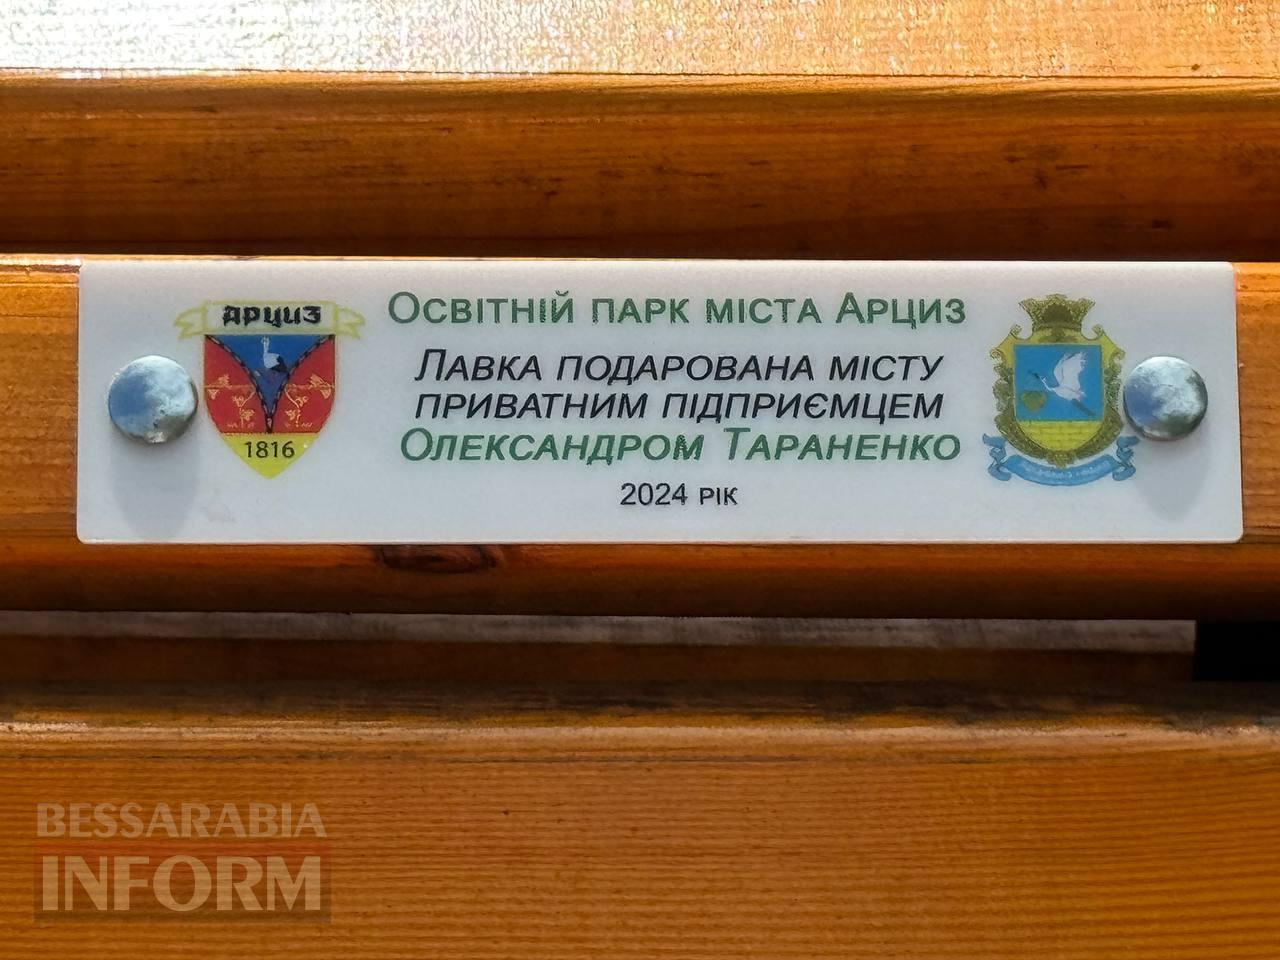 Арциз
1816
Освітній парк міста Арциз
Лавка подарована місту
приватним підприємцем
Олександром Тараненко
2024 рік
BESSARABIA
INFORM